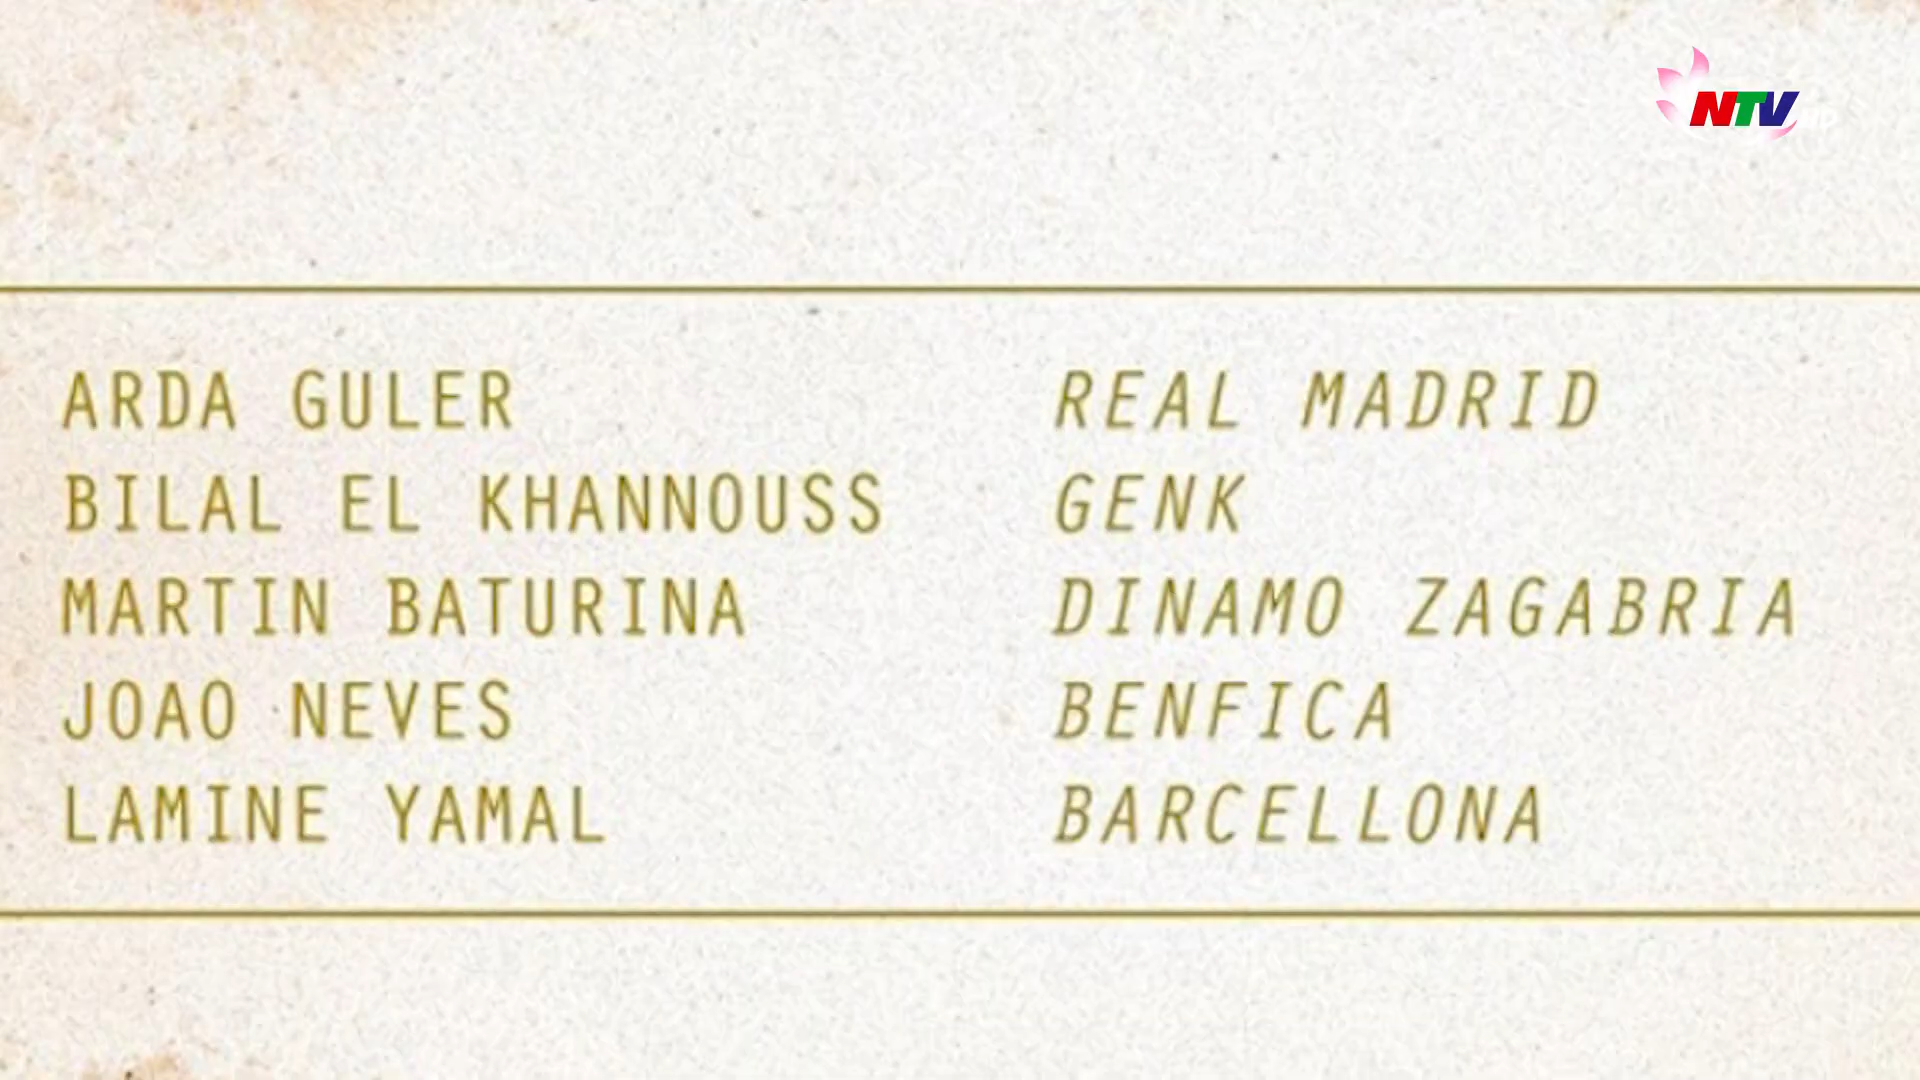 NTV
ARDA GULER REAL MADRID
BILAL EL KHANNOUSS GENK
MARTIN BATURINA DINAMO ZAGABRIA
JOAO NEVES BENFICA
LAMINE YAMAL BARCELLONA